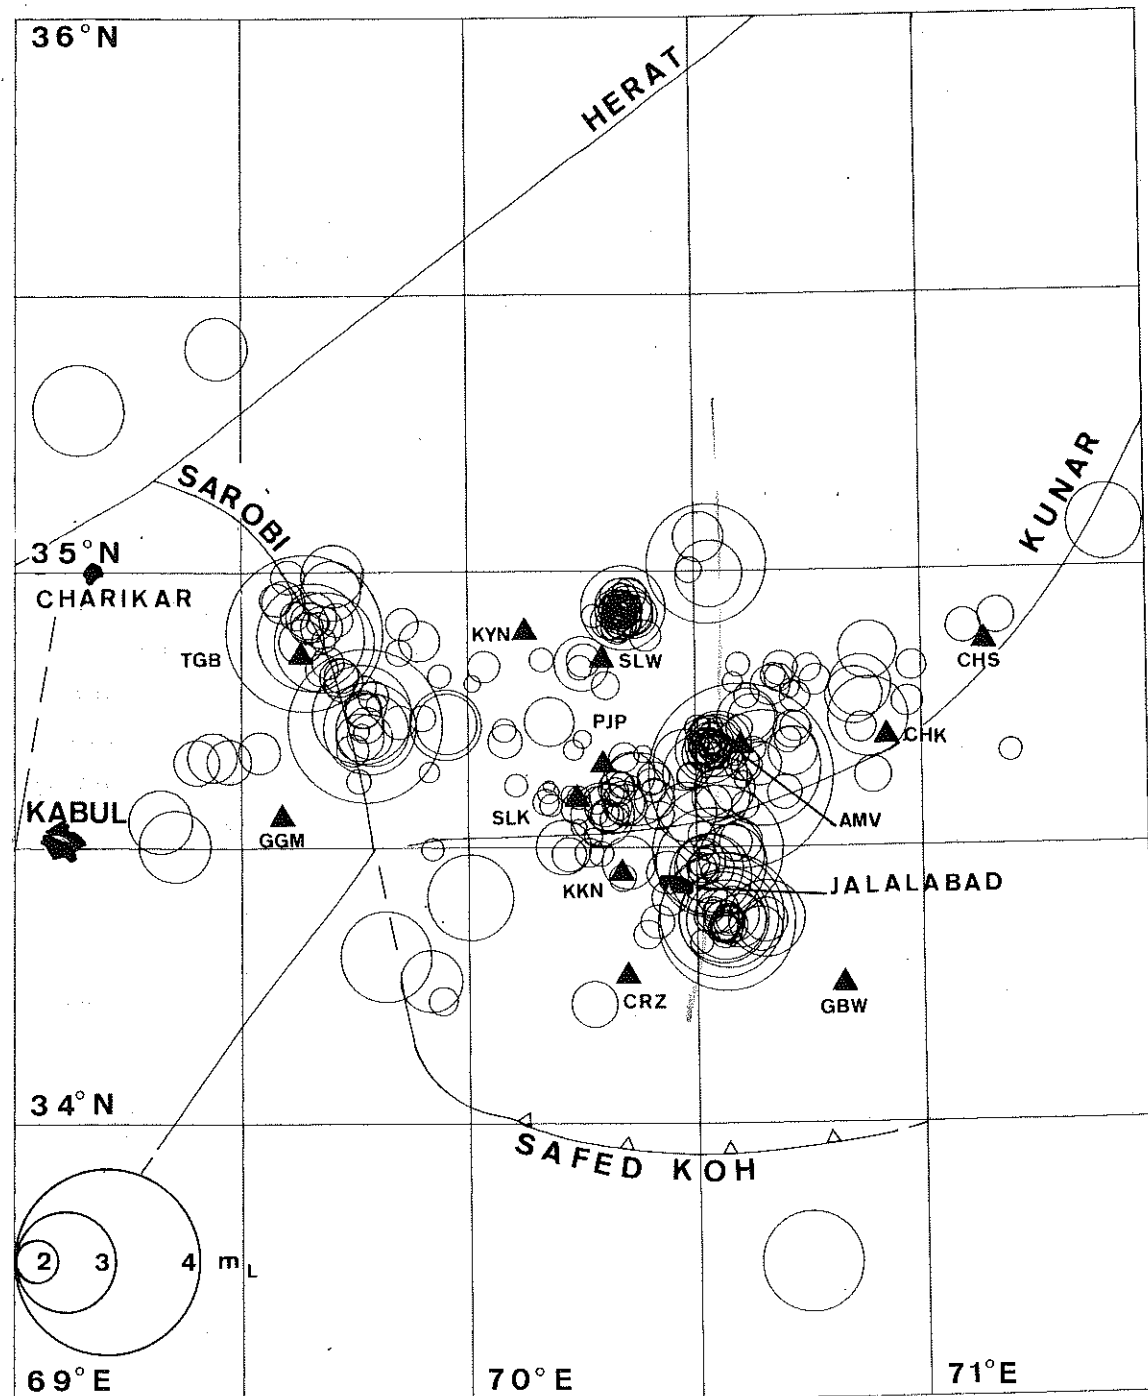 36°N
HERAT
SAROBI
KUNAR
35°N
CHARIKAR
TGB
KYN
SLW
CHS
PJP
CHK
KABUL
GGM
SLK
AMV
KKN
JALALABAD
CRZ
GBW
34°N
SAFED KOH
2 3 4 mL
69°E 70°E 71°E